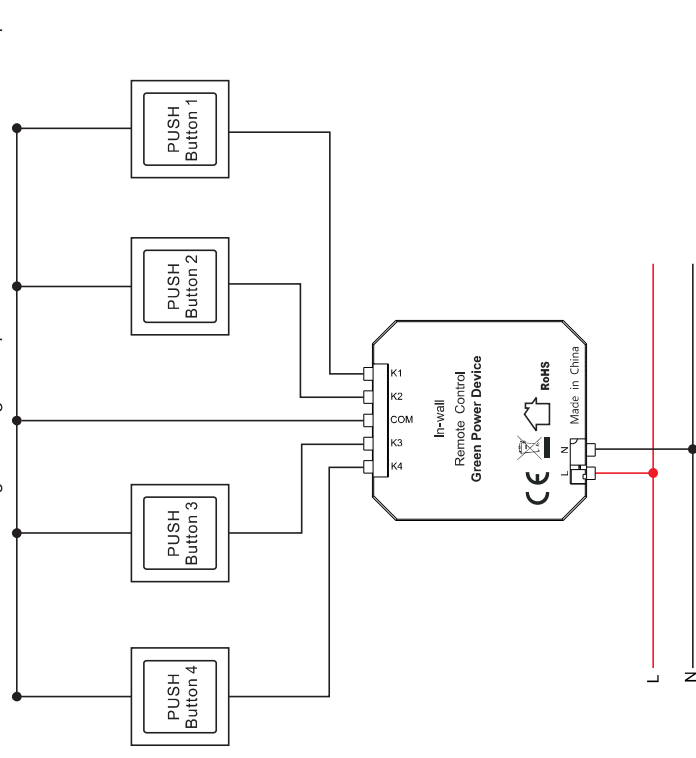 PUSH
Button 1
PUSH
Button 2
PUSH
Button 3
PUSH
Button 4
K1
K2
COM
K3
K4
In-wall
Remote Control
Green Power Device
CE
RoHS
Made in China
L
N
L
N